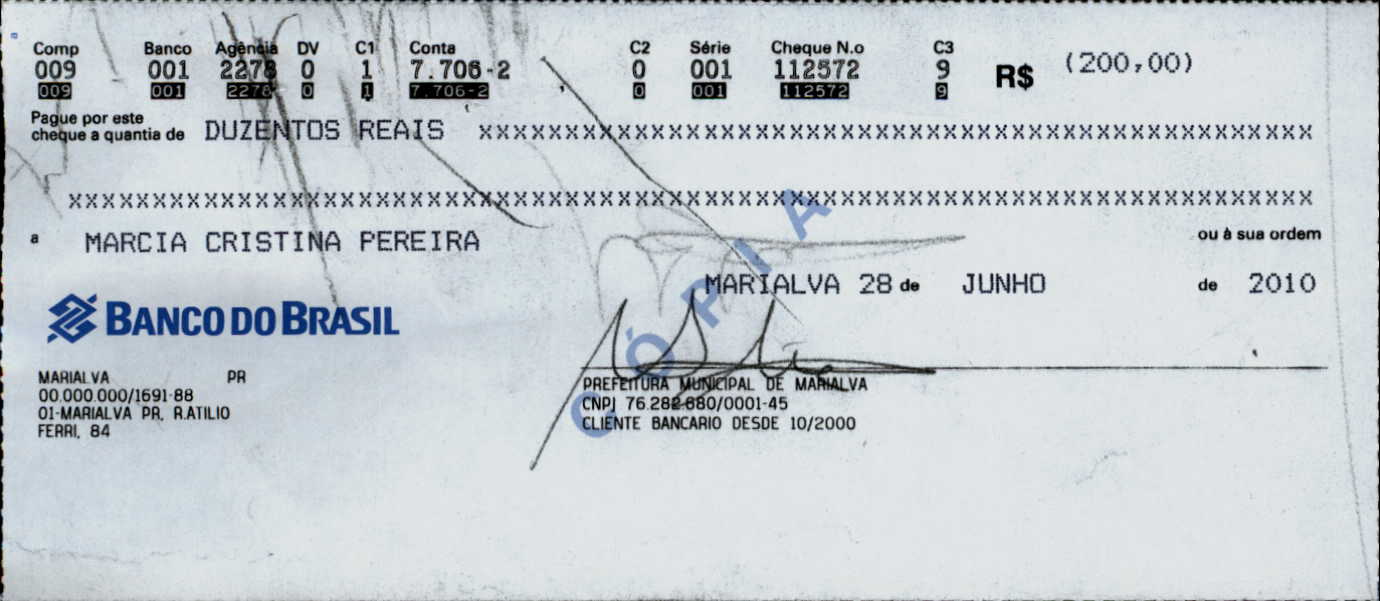 Comp Banco Agência DV C1 Conta C2 Série Cheque N.o C3
009 001 2278 0 1 7.706-2 0 001 112572 9 R$ (200,00)
009 001 2278 0 1 7.706-2 0 001 112572 9
Pague por este
cheque a quantia de DUZENTOS REAIS xxxxxxxxxxxxxxxxxxxxxxxxxxxxxxxxxxxxxxxxxxxxxxxxx
xxxxxxxxxxxxxxxxxxxxxxxxxxxxxxxxxxxxxxxxxxxxxxxxxxxxxxxxxxxxxxxxxxxxxxxxx
a MARCIA CRISTINA PEREIRA ou à sua ordem
MARIALVA 28 de JUNHO de 2010
CÓPIA
BANCO DO BRASIL
MARIALVA PR
00.000.000/1691-88
01-MARIALVA PR, R.ATILIO
FERRI, 84
PREFEITURA MUNICIPAL DE MARIALVA
CNPJ 76.282.680/0001-45
CLIENTE BANCARIO DESDE 10/2000